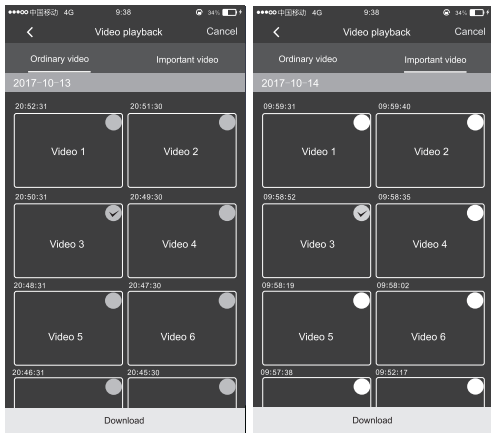 中国移动 4G 9:38 34%
Video playback Cancel
Ordinary video Important video
2017-10-13
20:52:31 20:51:30
Video 1 Video 2
20:50:31 20:49:30
Video 3 Video 4
20:48:31 20:47:30
Video 5 Video 6
20:46:31 20:45:30
Download
中国移动 4G 9:38 34%
Video playback Cancel
Ordinary video Important video
2017-10-14
09:59:31 09:59:40
Video 1 Video 2
09:58:52 09:58:35
Video 3 Video 4
09:58:19 09:58:02
Video 5 Video 6
09:57:38 09:52:17
Download